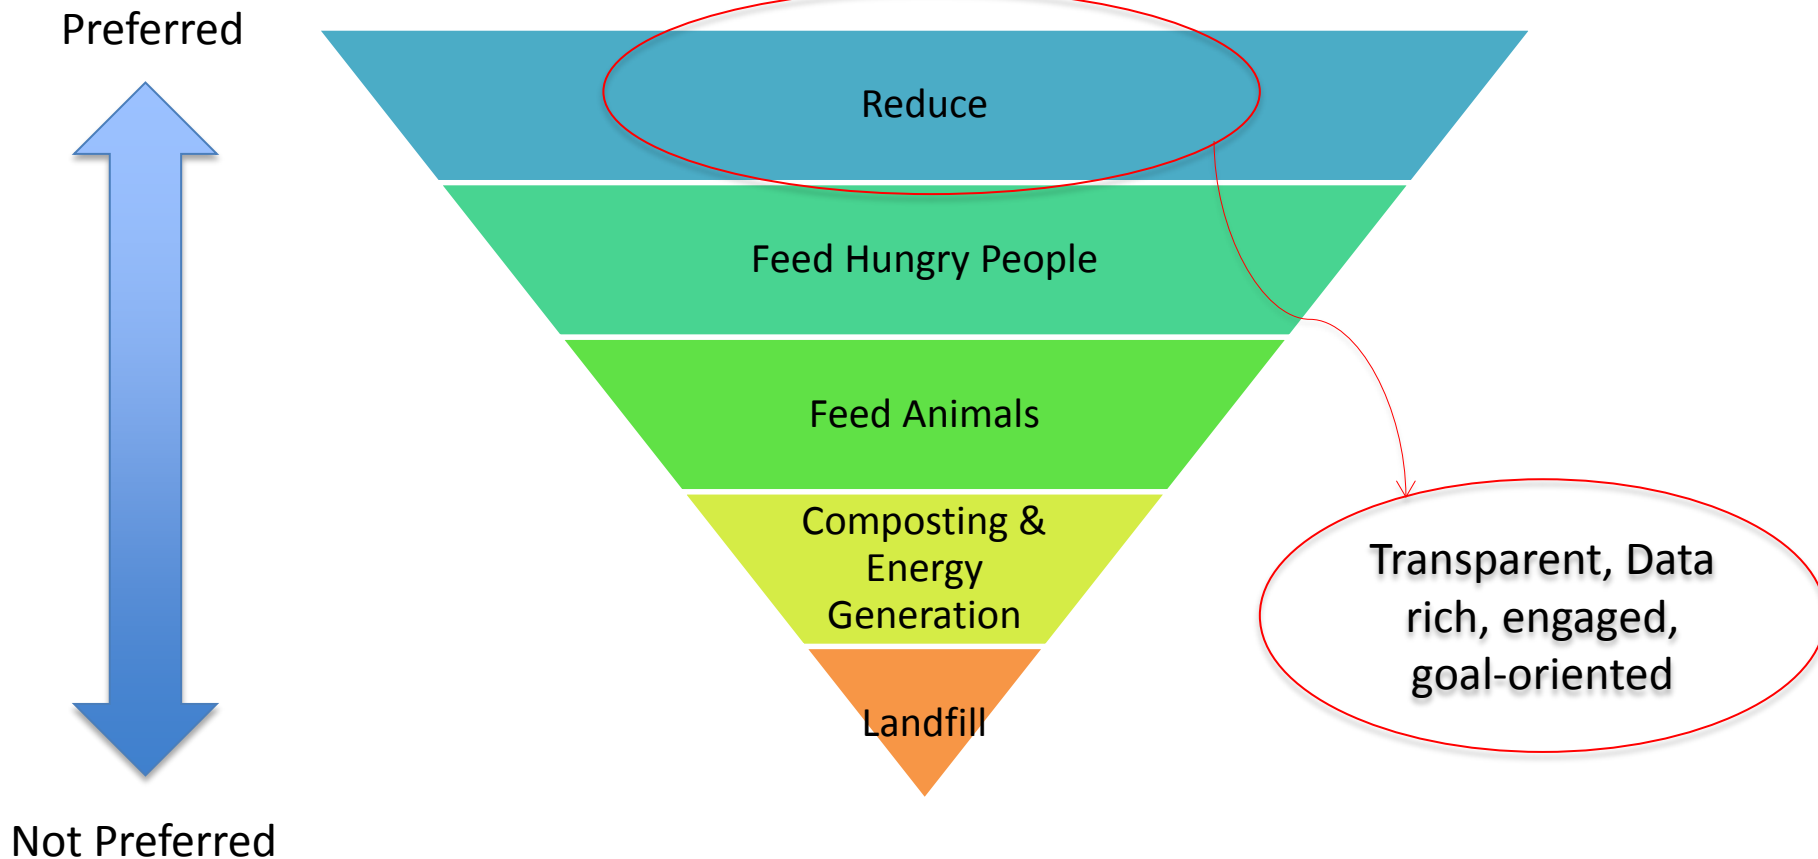 Preferred
Reduce
Feed Hungry People
Feed Animals
Composting &
Energy
Generation
Landfill
Transparent, Data
rich, engaged,
goal-oriented
Not Preferred